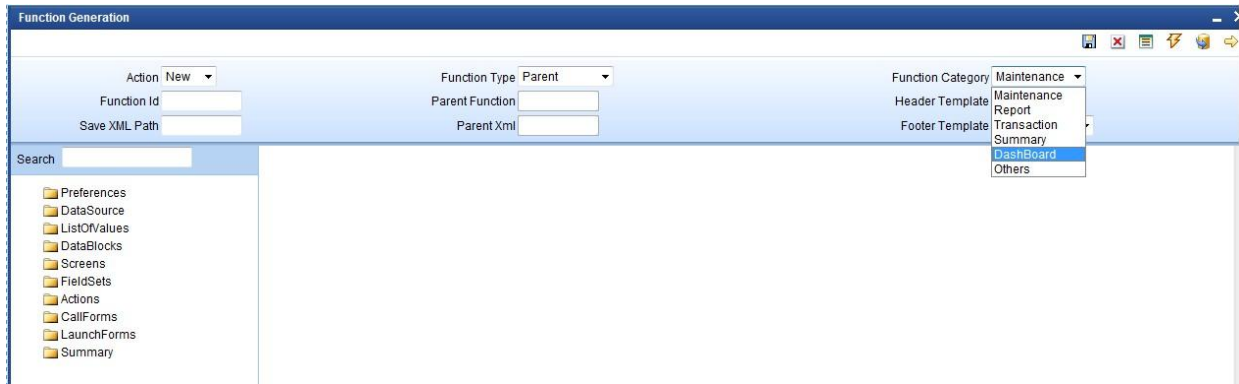 Function Generation
Action New Function Type Parent Function Category Maintenance
Function Id Parent Function Header Template Maintenance
Report
Save XML Path Parent Xml Footer Template Transaction
Summary
DashBoard
Others
Search
Preferences
DataSource
ListOfValues
DataBlocks
Screens
FieldSets
Actions
CallForms
LaunchForms
Summary